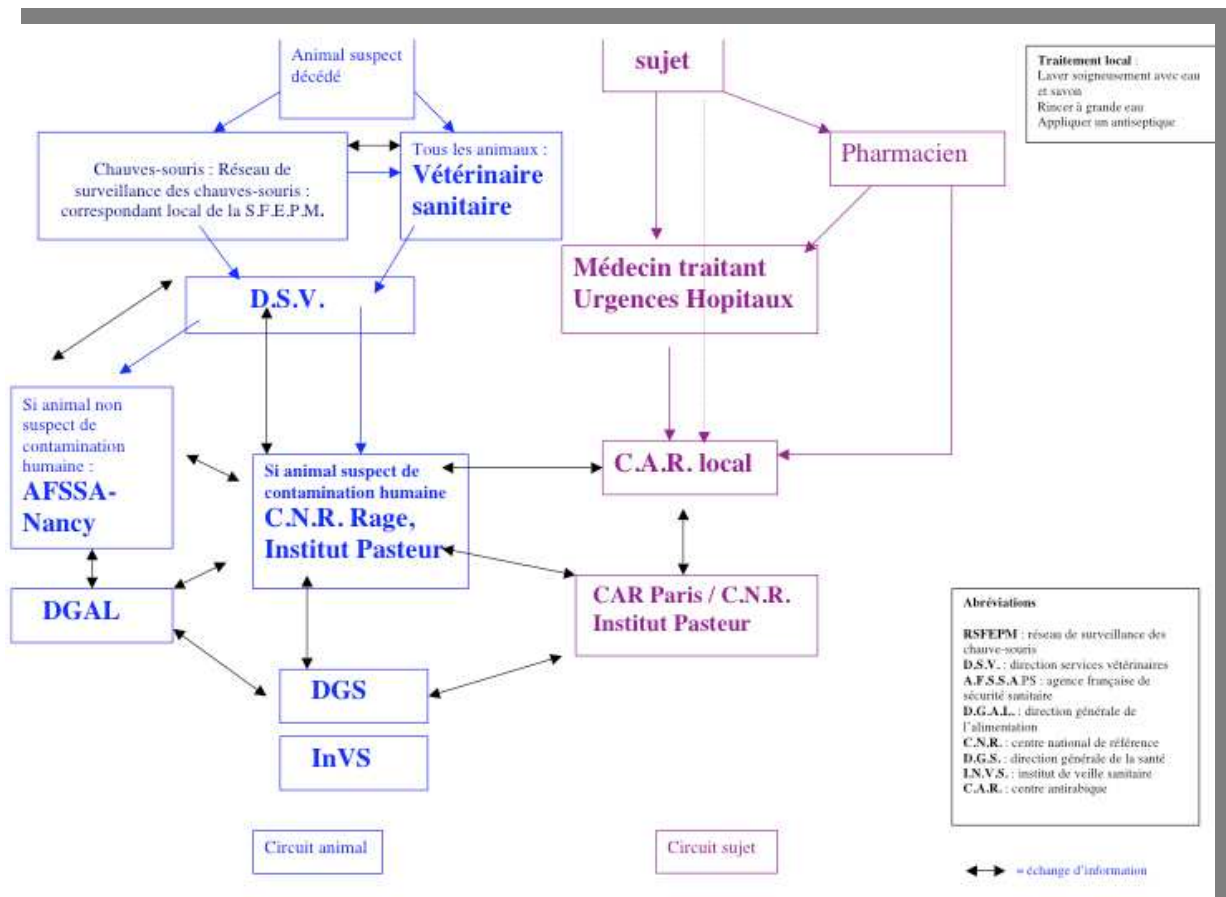 Animal suspect
décédé
sujet
Traitement local :
Laver soigneusement avec eau
et savon
Rincer à grande eau
Appliquer un antiseptique
Chauves-souris : Réseau de
surveillance des chauves-souris :
correspondant local de la S.F.E.P.M.
Tous les animaux :
Vétérinaire
sanitaire
Pharmacien
Médecin traitant
Urgences Hopitaux
D.S.V.
Si animal non
suspect de
contamination
humaine :
AFSSA-
Nancy
Si animal suspect de
contamination humaine
C.N.R. Rage,
Institut Pasteur
C.A.R. local
DGAL
CAR Paris / C.N.R.
Institut Pasteur
DGS
InVS
Abréviations
RSFEPM : réseau de surveillance des
chauve-souris
D.S.V. : direction services vétérinaires
A.F.S.S.A.PS : agence française de
sécurité sanitaire
D.G.A.L. : direction générale de
l'alimentation
C.N.R. : centre national de référence
D.G.S. : direction générale de la santé
I.N.V.S. : institut de veille sanitaire
C.A.R. : centre antirabique
Circuit animal
Circuit sujet
= échange d'information